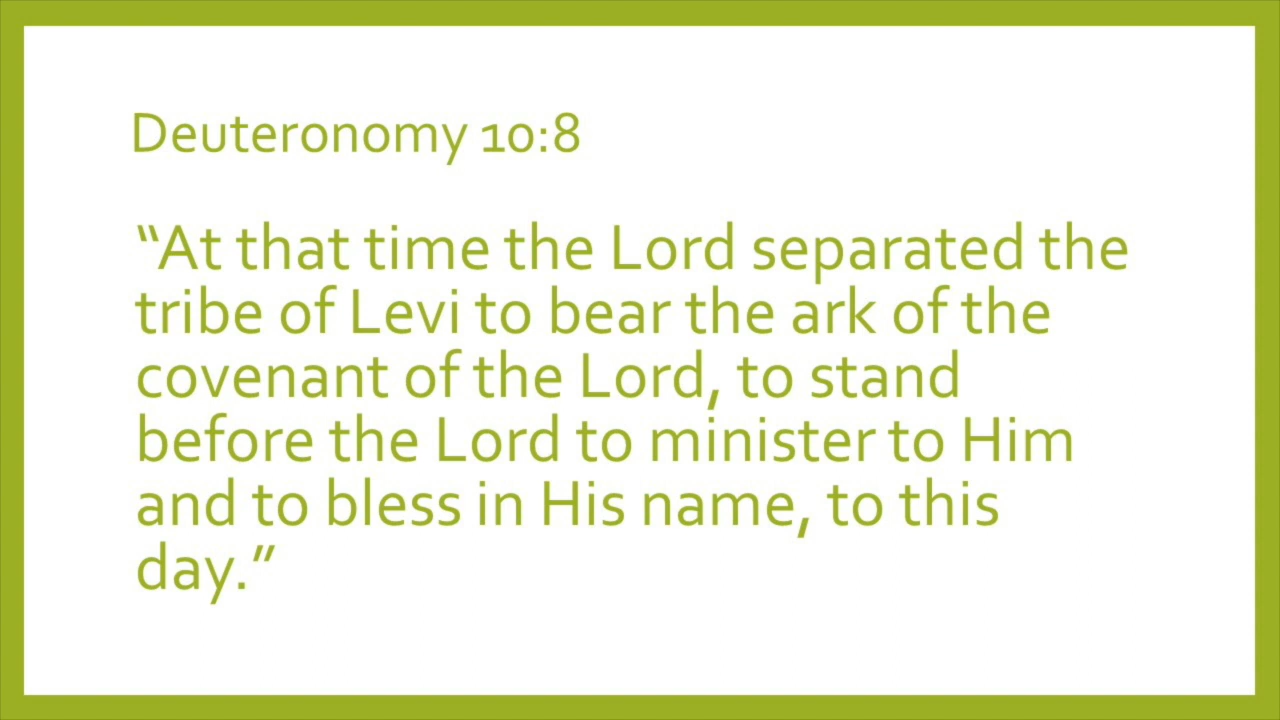 Deuteronomy 10:8
“At that time the Lord separated the
tribe of Levi to bear the ark of the
covenant of the Lord, to stand
before the Lord to minister to Him
and to bless in His name, to this
day.”